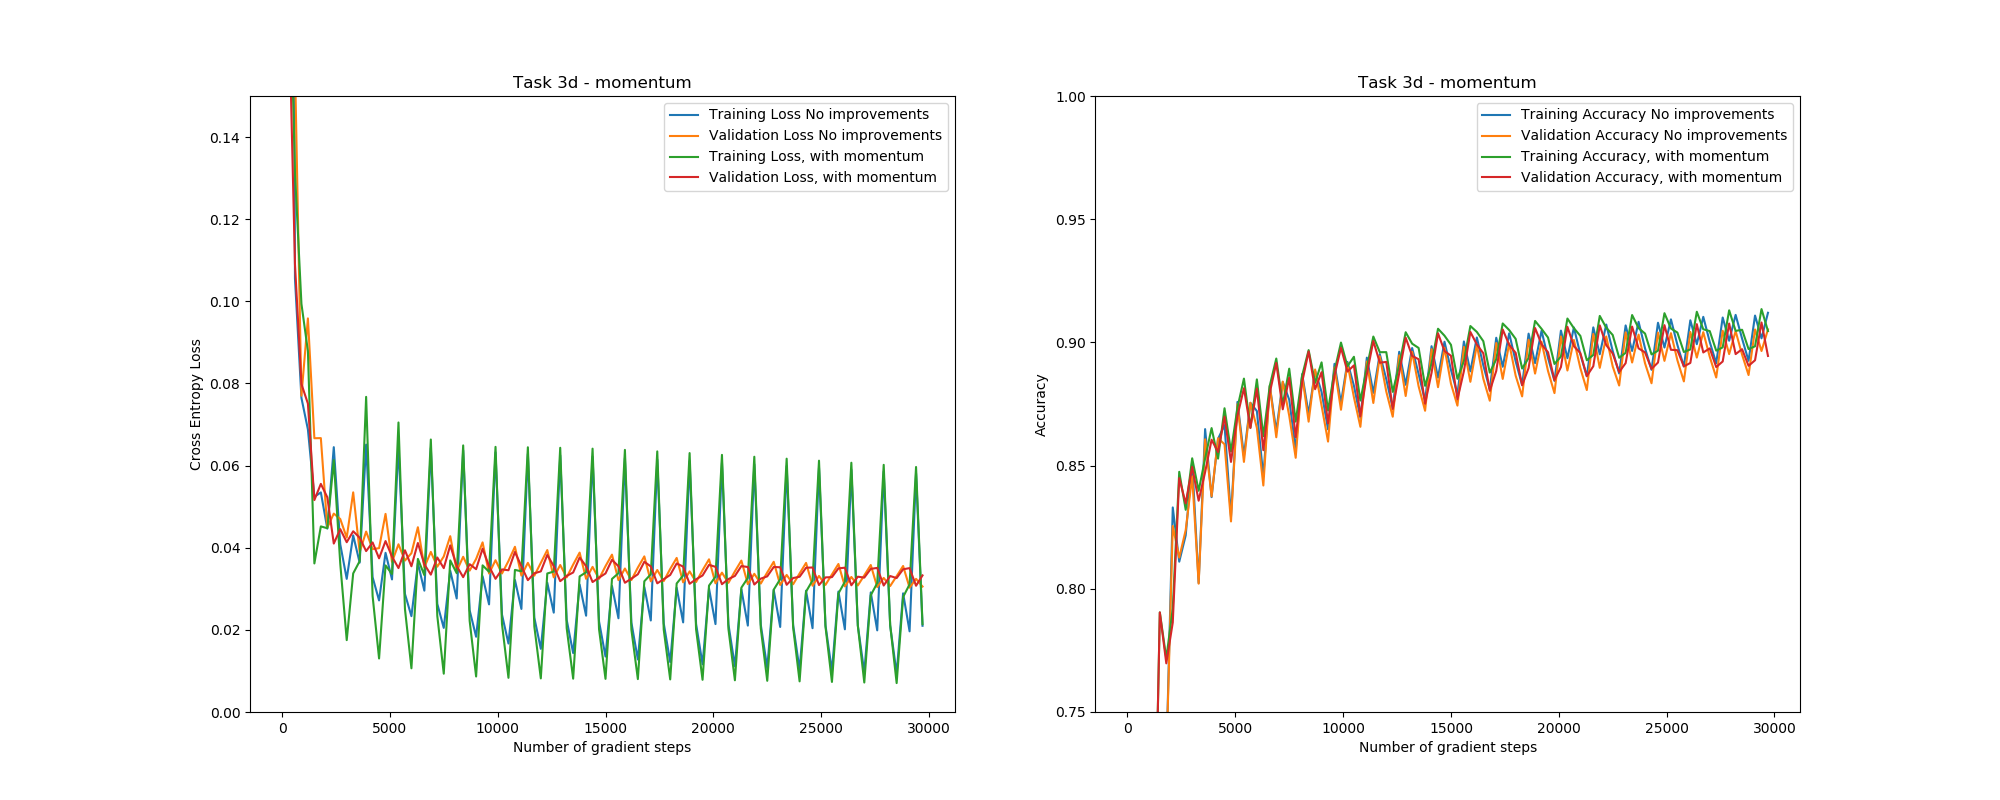 Task 3d - momentum
Cross Entropy Loss
0.14
0.12
0.10
0.08
0.06
0.04
0.02
0.00
Training Loss No improvements
Validation Loss No improvements
Training Loss, with momentum
Validation Loss, with momentum
0 5000 10000 15000 20000 25000 30000
Number of gradient steps
Task 3d - momentum
Accuracy
1.00
0.95
0.90
0.85
0.80
0.75
Training Accuracy No improvements
Validation Accuracy No improvements
Training Accuracy, with momentum
Validation Accuracy, with momentum
0 5000 10000 15000 20000 25000 30000
Number of gradient steps